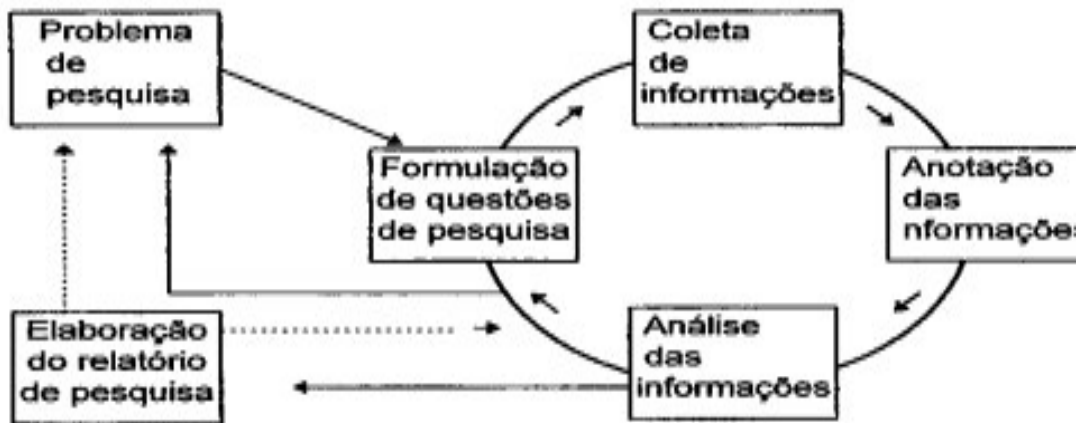 Problema
de
pesquisa
Coleta
de
informações
Formulação
de questões
de pesquisa
Anotação
das
nformações
Elaboração
do relatório
de pesquisa
Análise
das
informações